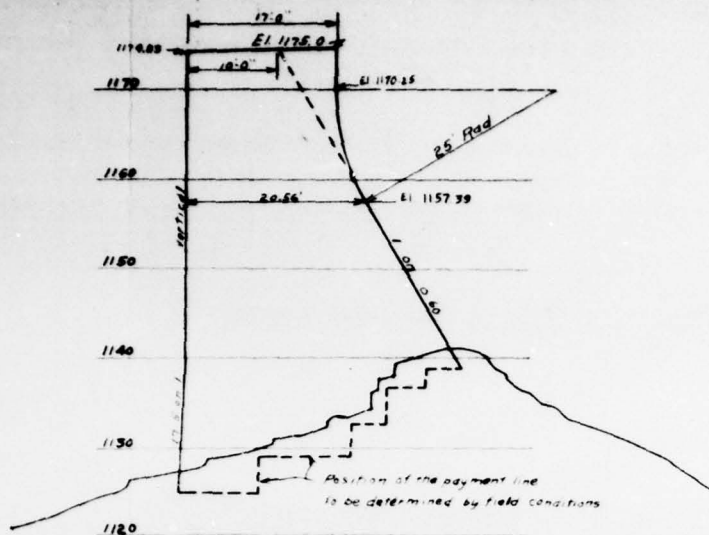 17'-0"
El. 1175.0
1174.83
10'-0"
El. 1170.25
1170
25' Rad
1160
20.56'
El. 1157.39
vertical
1150
1 on 0.60
1140
1130
Position of the payment line
to be determined by field conditions
1120